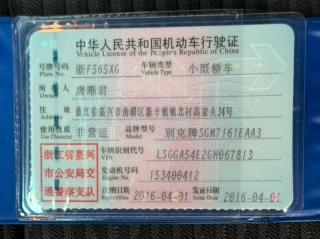 中华人民共和国机动车行驶证
Vehicle License of the People's Republic of China
号牌号码 浙F565XG 车辆类型 小型轿车
Plate No. Vehicle Type
所有人 唐晰君
Owner
住址 浙江省嘉兴市南湖区新丰镇镇北村高家头34号
使用性质 非营运 品牌型号 别克牌SGM7161EAA3
浙江省嘉兴市公安局交通警察支队
车辆识别代号 LSGGA54E2GH067813
VIN
发动机号码 153400412
Engine No.
注册日期 2016-04-01 发证日期 2016-04-01
Register Date Issue Date